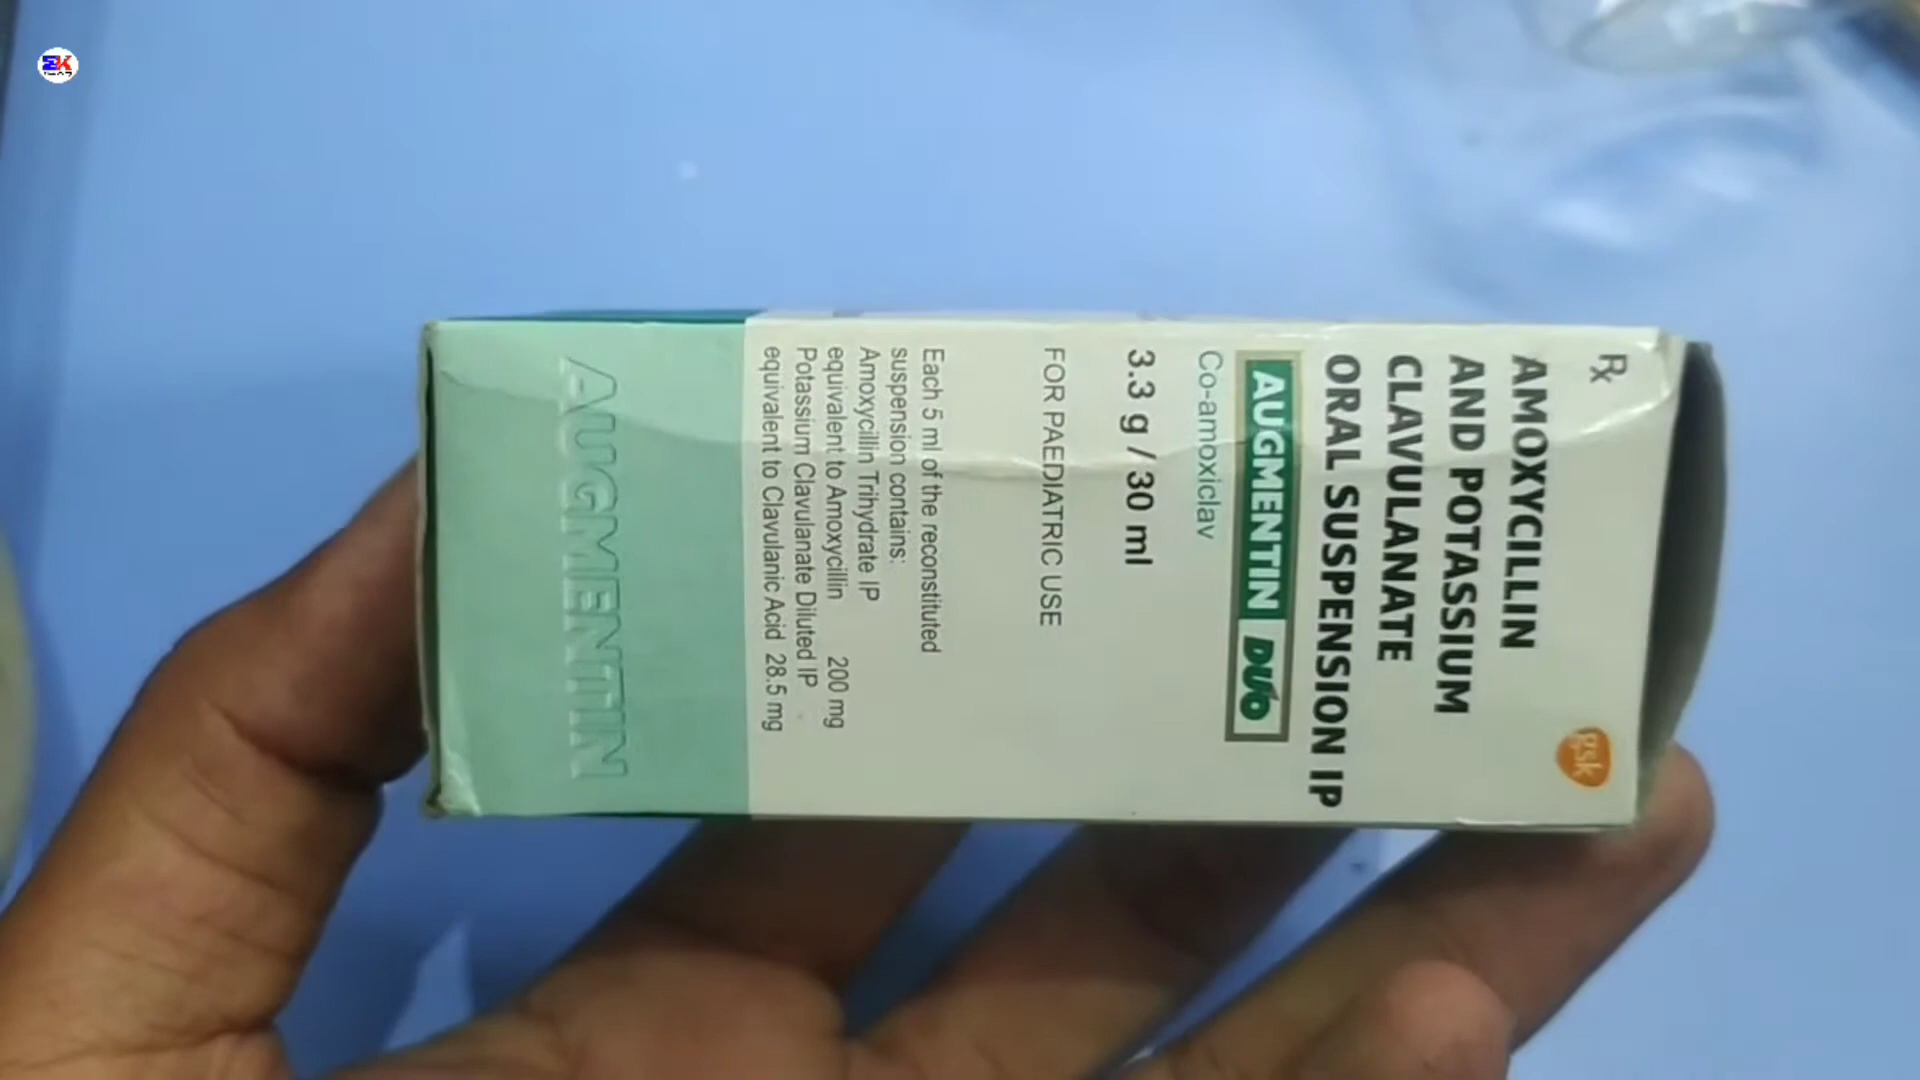 Rx
AMOXYCILLIN
AND POTASSIUM
CLAVULANATE
ORAL SUSPENSION IP
gsk
AUGMENTIN DUO
Co-amoxiclav
3.3 g / 30 ml
FOR PAEDIATRIC USE
Each 5 ml of the reconstituted
suspension contains:
Amoxycillin Trihydrate IP
equivalent to Amoxycillin 200 mg
Potassium Clavulanate Diluted IP
equivalent to Clavulanic Acid 28.5 mg
AUGMENTIN